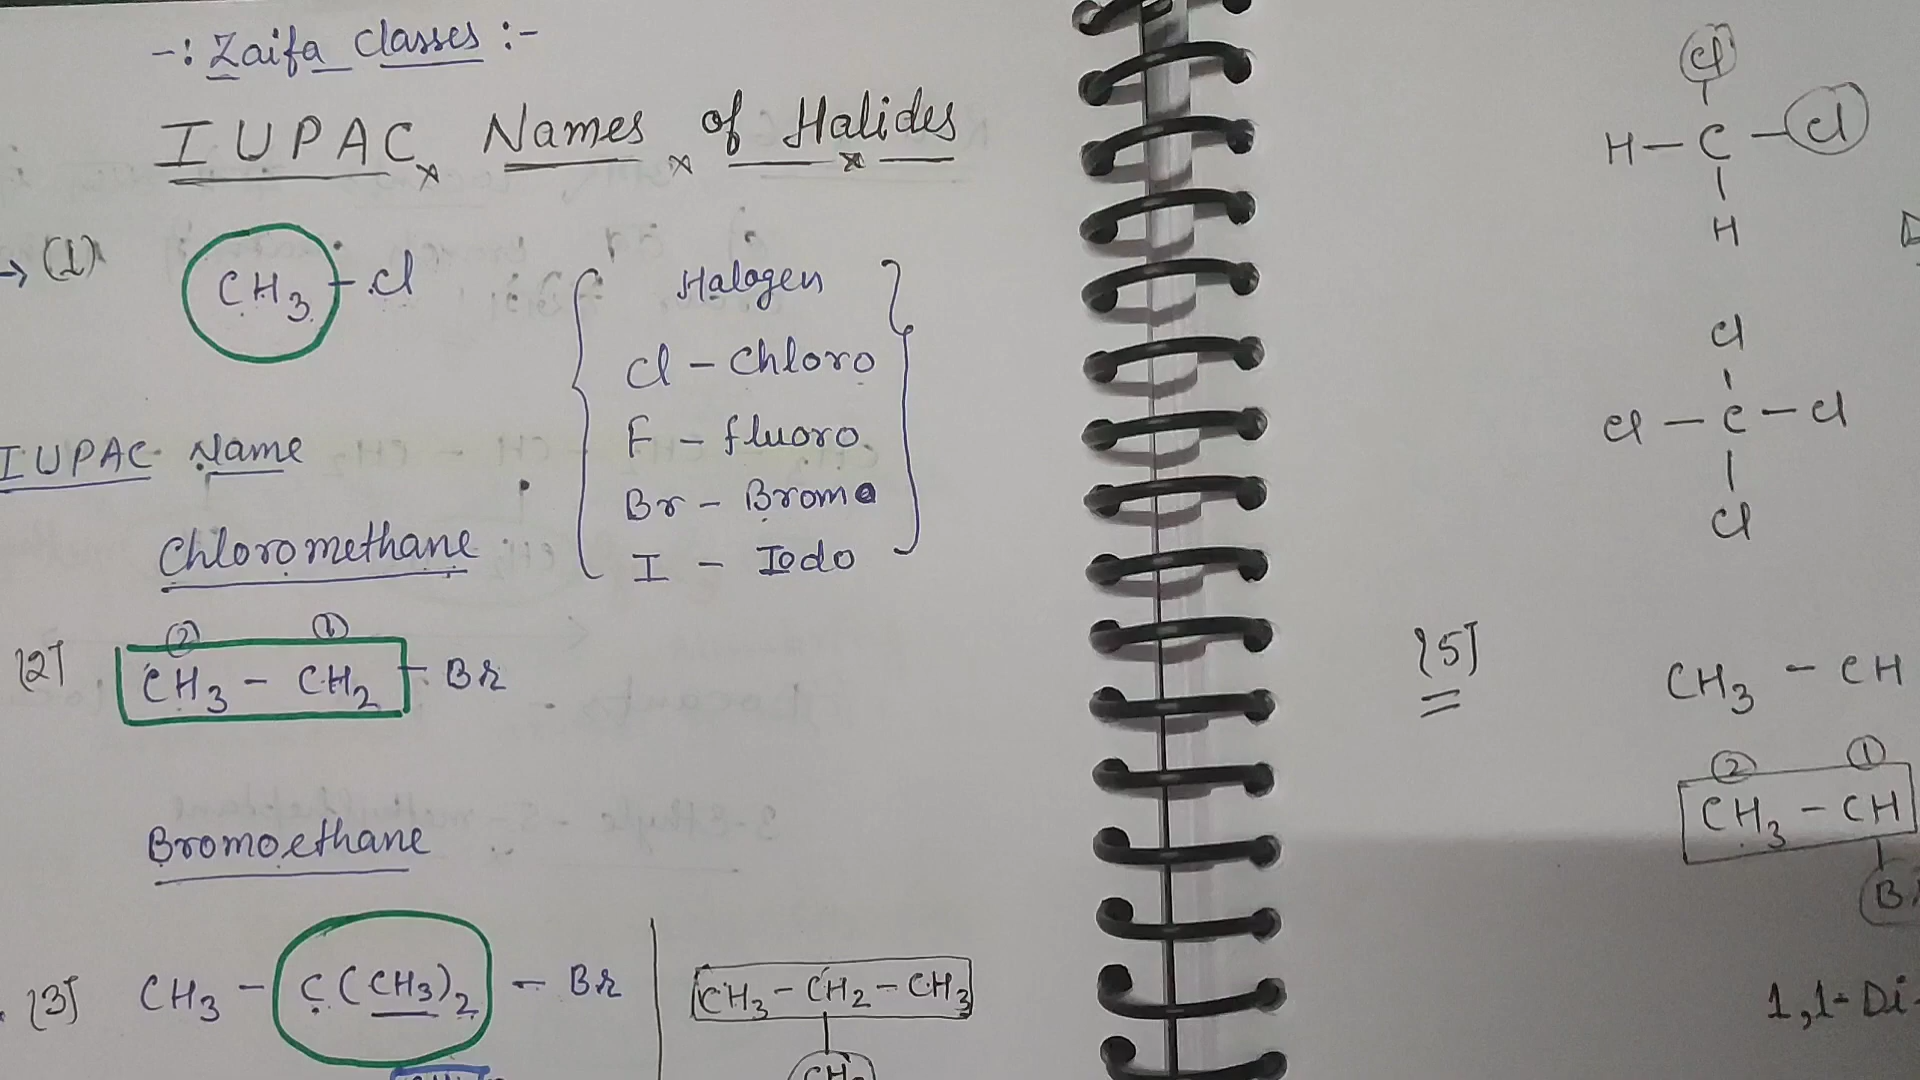 -: Zaifa Classes :-
IUPAC Names of Halides
→ (1) CH3 - Cl
Halogen
Cl - Chloro
F - fluoro
Br - Bromo
I - Iodo
IUPAC Name
Chloromethane
② ①
[2] CH3 - CH2 - Br
Bromoethane
[3] CH3 - C(CH3)2 - Br
CH3 - CH2 - CH3
Cl
H - C - Cl
H
Cl
Cl - C - Cl
Cl
[5] CH3 - CH
② ①
CH3 - CH
1,1-Di-